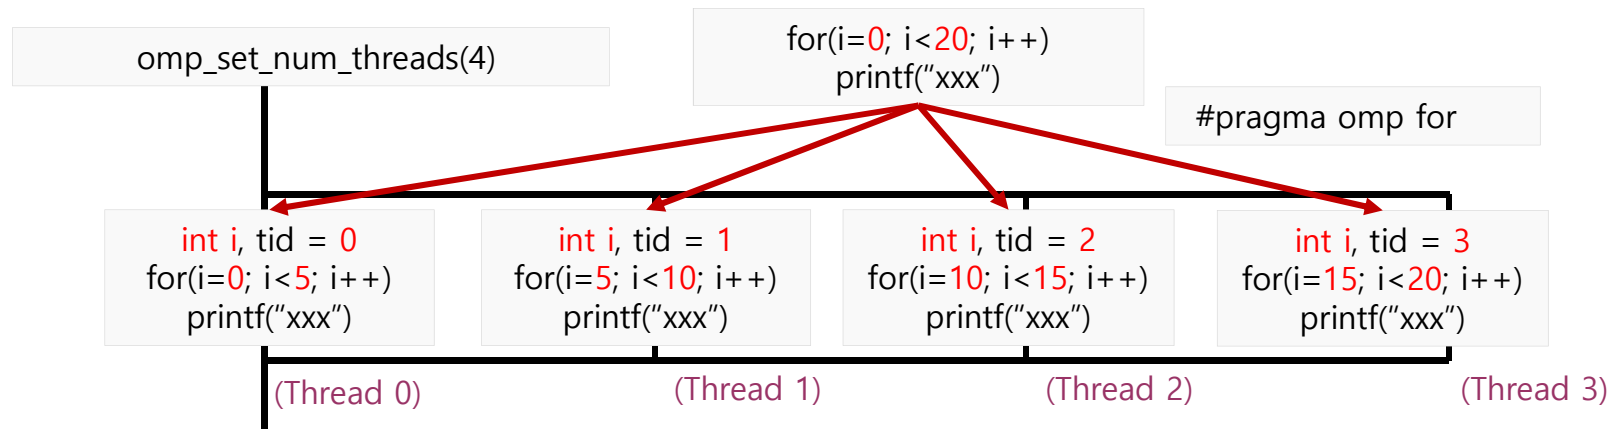 omp_set_num_threads(4)
for(i=0; i<20; i++)
printf(“xxx”)
#pragma omp for
int i, tid = 0
for(i=0; i<5; i++)
printf(“xxx”)
int i, tid = 1
for(i=5; i<10; i++)
printf(“xxx”)
int i, tid = 2
for(i=10; i<15; i++)
printf(“xxx”)
int i, tid = 3
for(i=15; i<20; i++)
printf(“xxx”)
(Thread 0)
(Thread 1)
(Thread 2)
(Thread 3)